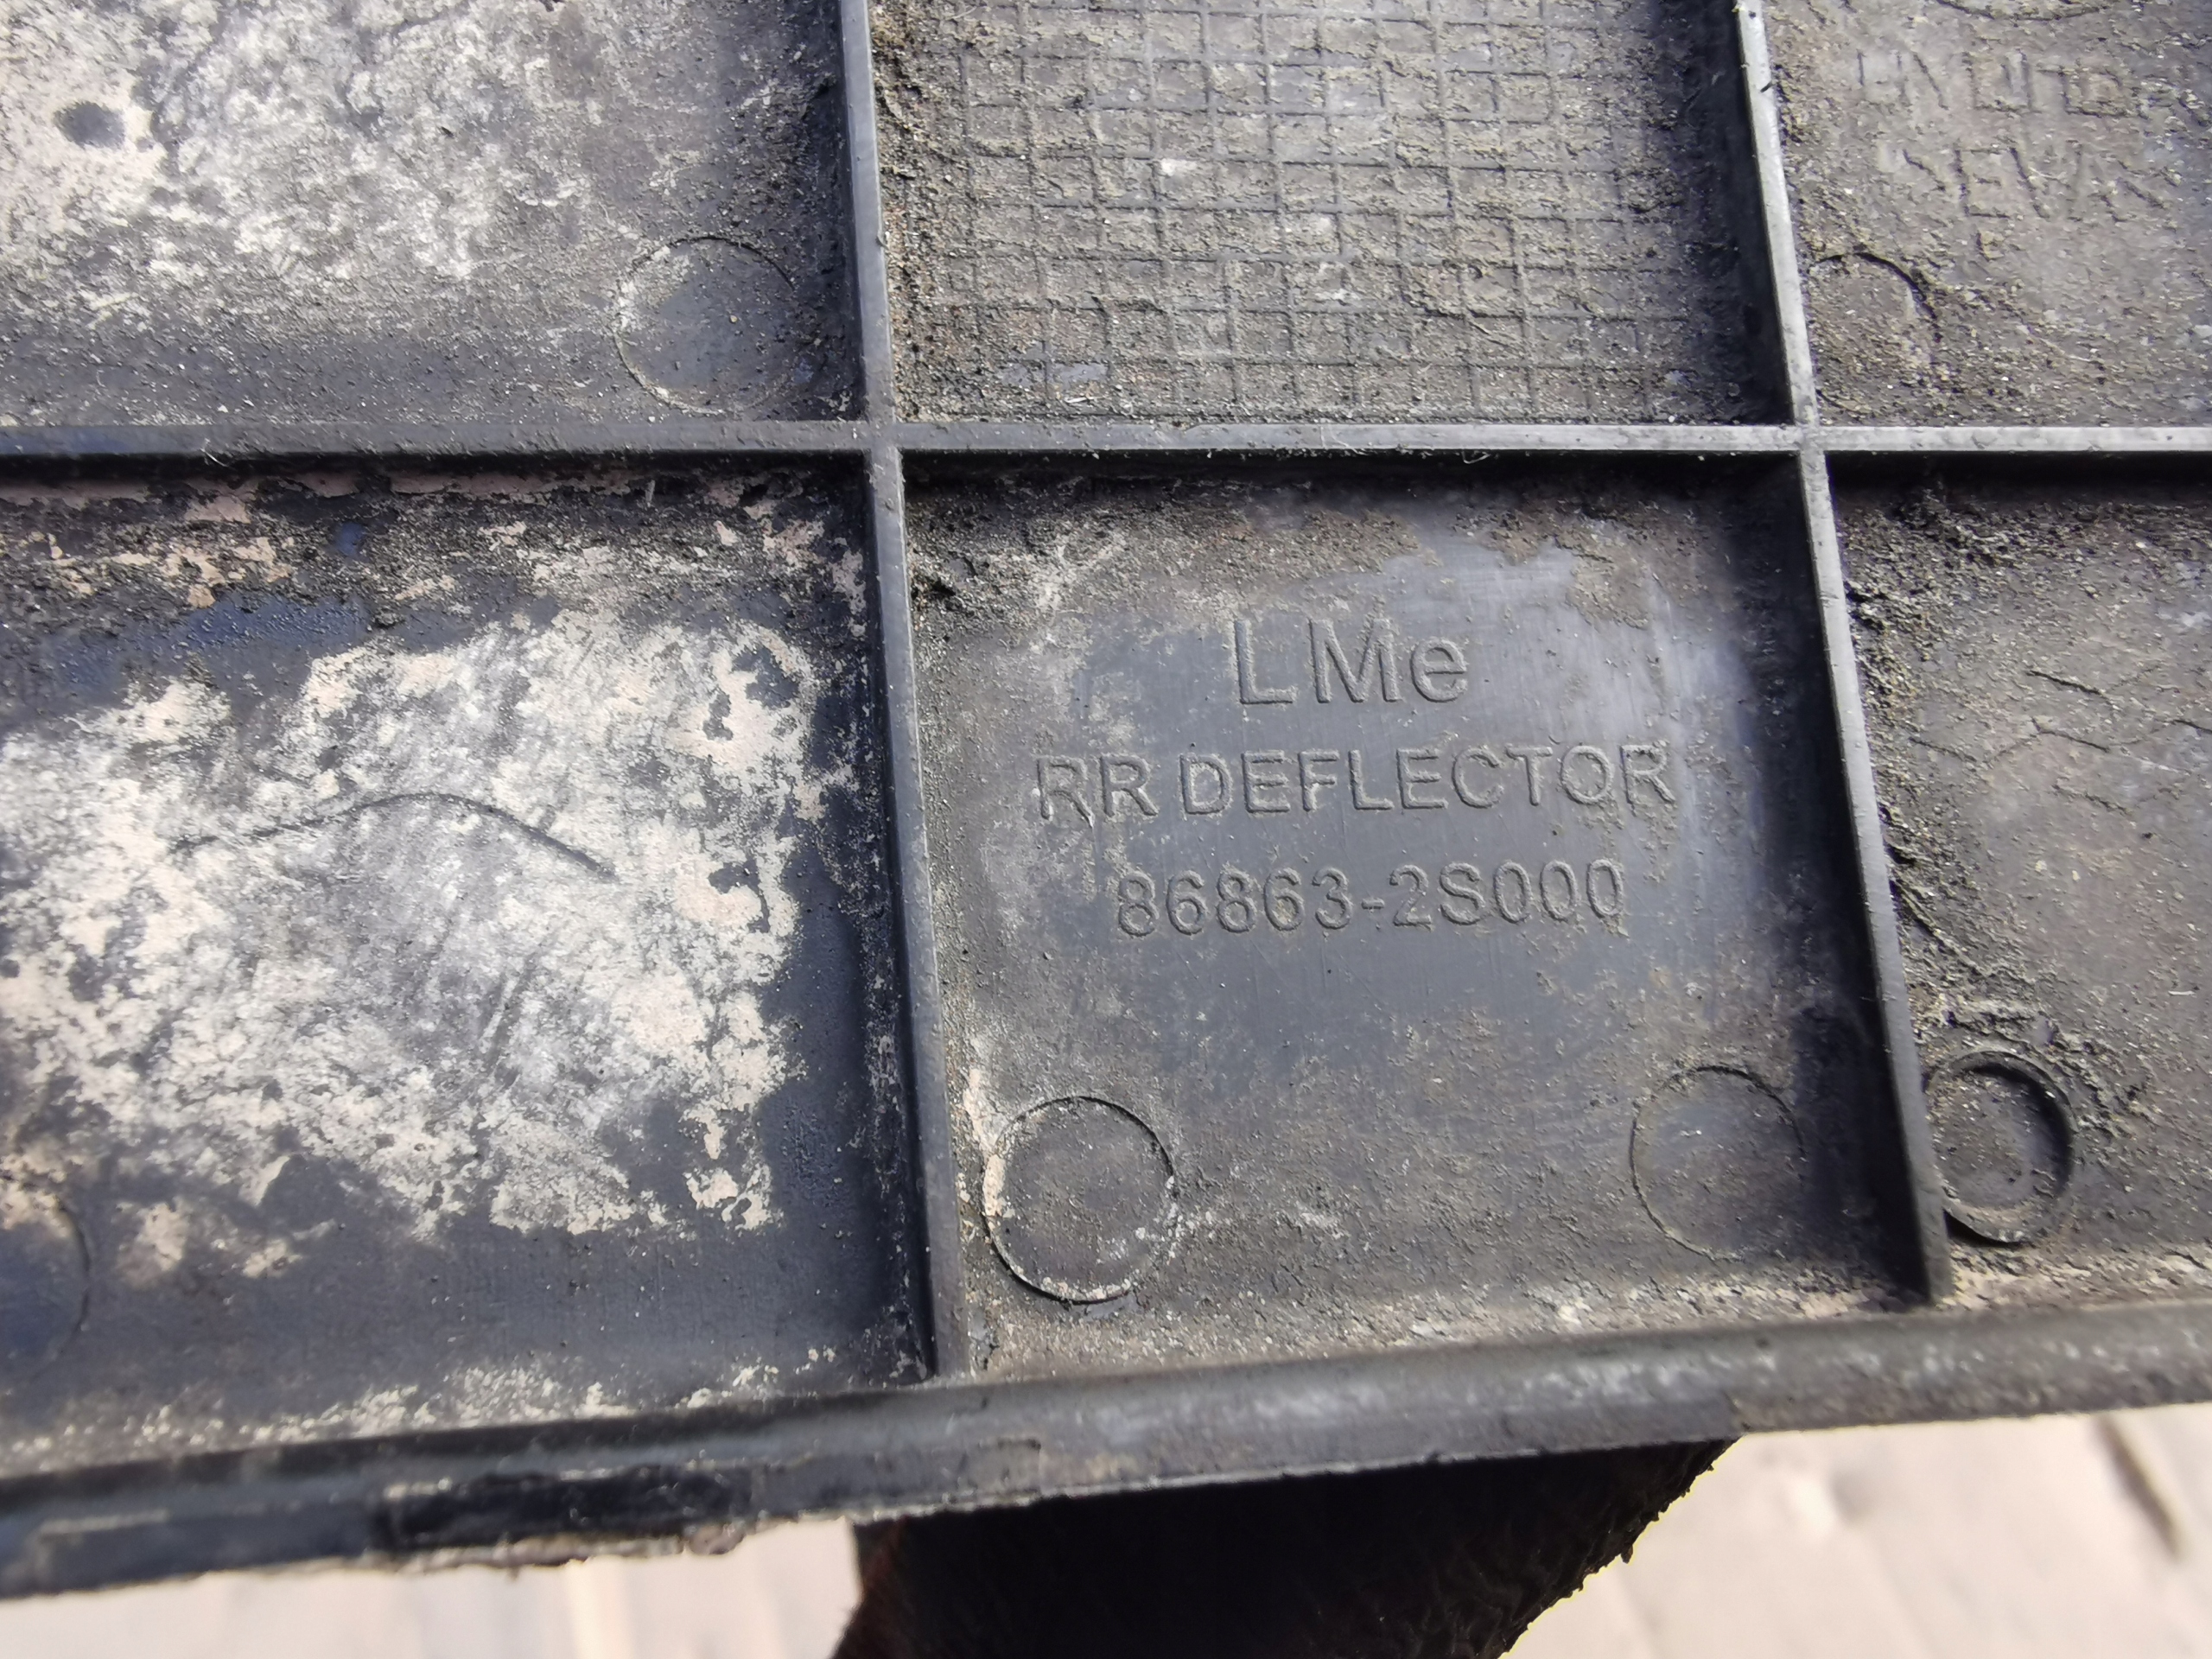 LMe
RR DEFLECTOR
86863-2S000